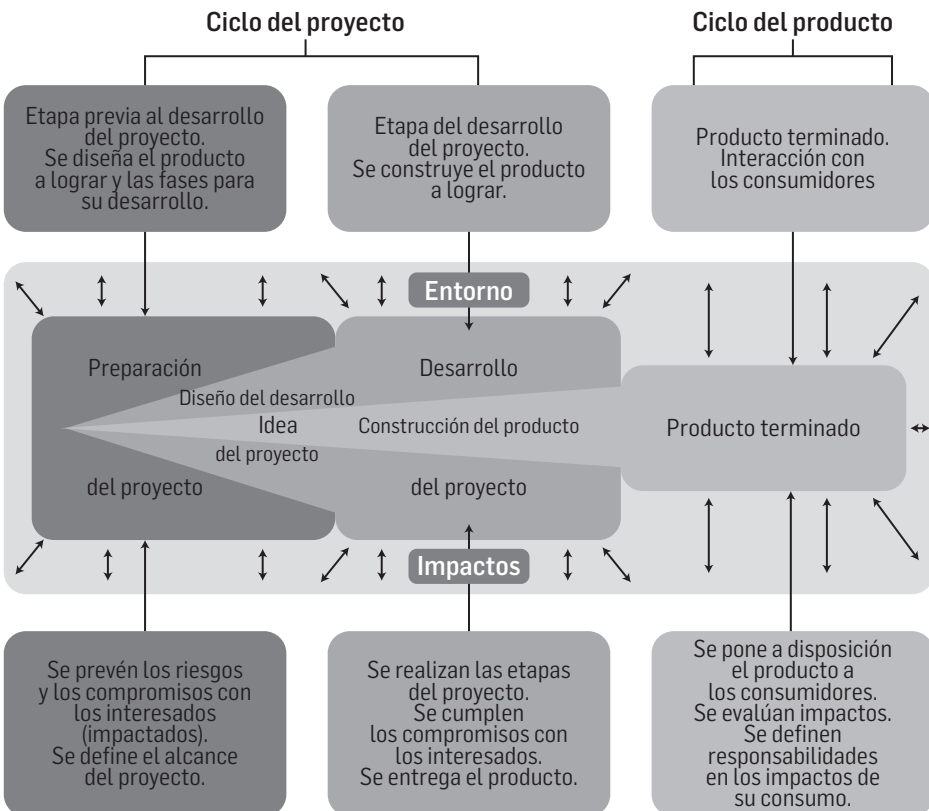 Ciclo del proyecto
Ciclo del producto
Etapa previa al desarrollo
del proyecto.
Se diseña el producto
a lograr y las fases para
su desarrollo.
Etapa del desarrollo
del proyecto.
Se construye el producto
a lograr.
Producto terminado.
Interacción con
los consumidores
Entorno
Preparación
Desarrollo
Diseño del desarrollo
Idea
Construcción del producto
Producto terminado
del proyecto
del proyecto
del proyecto
Impactos
Se prevén los riesgos
y los compromisos con
los interesados
(impactados).
Se define el alcance
del proyecto.
Se realizan las etapas
del proyecto.
Se cumplen
los compromisos con
los interesados.
Se entrega el producto.
Se pone a disposición
el producto a
los consumidores.
Se evalúan impactos.
Se definen
responsabilidades
en los impactos de
su consumo.